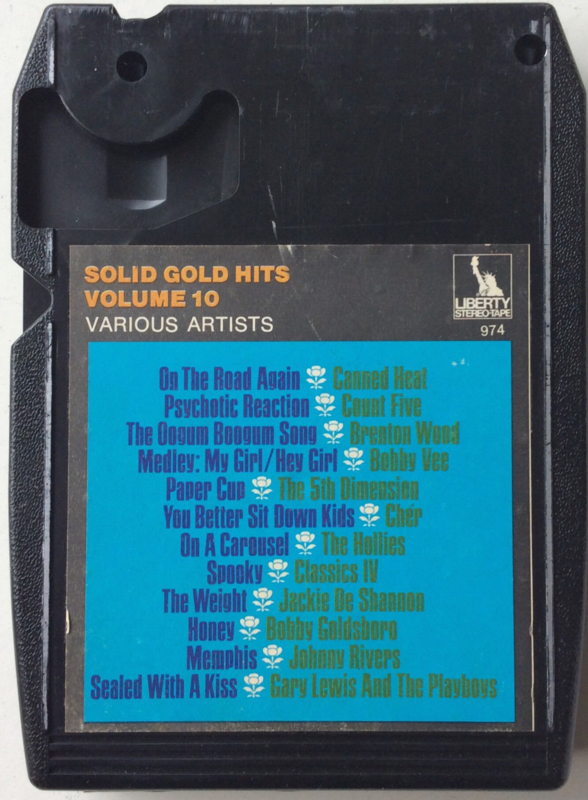 SOLID GOLD HITS
VOLUME 10
VARIOUS ARTISTS
LIBERTY
STEREO-TAPE
974
On The Road Again Canned Heat
Psychotic Reaction Count Five
The Oogum Boogum Song Brenton Wood
Medley: My Girl/Hey Girl Bobby Vee
Paper Cup The 5th Dimension
You Better Sit Down Kids Chér
On A Carousel The Hollies
Spooky Classics IV
The Weight Jackie De Shannon
Honey Bobby Goldsboro
Memphis Johnny Rivers
Sealed With A Kiss Gary Lewis And The Playboys